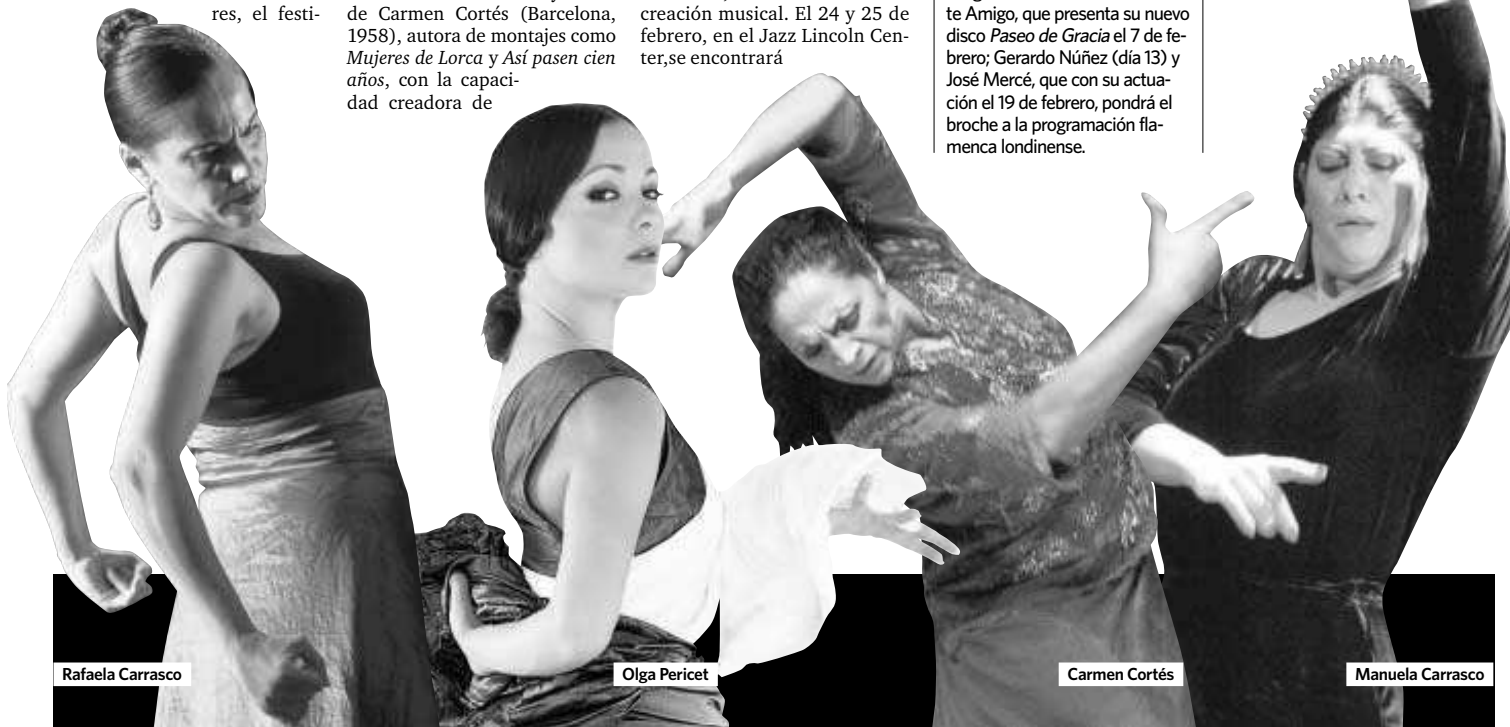 res, el festi-
de Carmen Cortés (Barcelona,
1958), autora de montajes como
Mujeres de Lorca y Así pasen cien
años, con la capaci-
dad creadora de
creación musical. El 24 y 25 de
febrero, en el Jazz Lincoln Cen-
ter,se encontrará
te Amigo, que presenta su nuevo
disco Paseo de Gracia el 7 de fe-
brero; Gerardo Núñez (día 13) y
José Mercé, que con su actua-
ción el 19 de febrero, pondrá el
broche a la programación fla-
menca londinense.
Rafaela Carrasco
Olga Pericet
Carmen Cortés
Manuela Carrasco